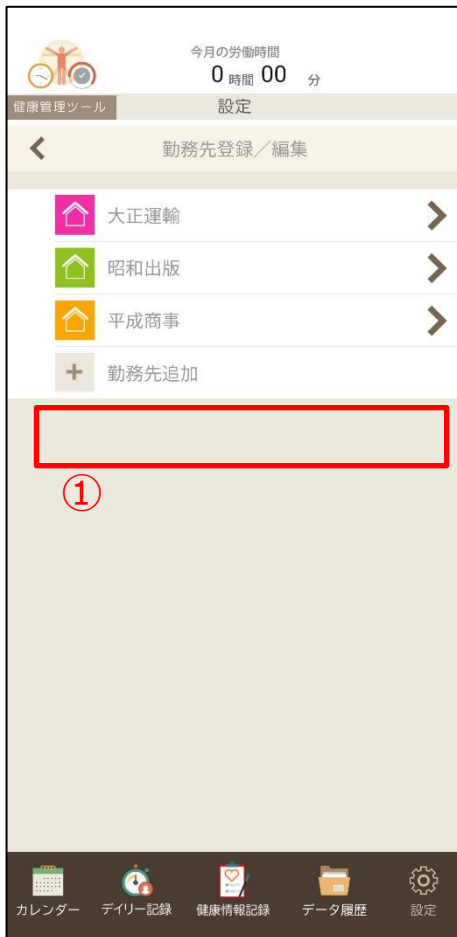 今月の労働時間
0 時間 00 分
健康管理ツール 設定
勤務先登録／編集
大正運輸
昭和出版
平成商事
+ 勤務先追加
①
カレンダー デイリー記録 健康情報記録 データ履歴 設定